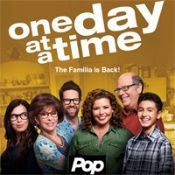 one day
at a
time
The Familia is Back!
Pop